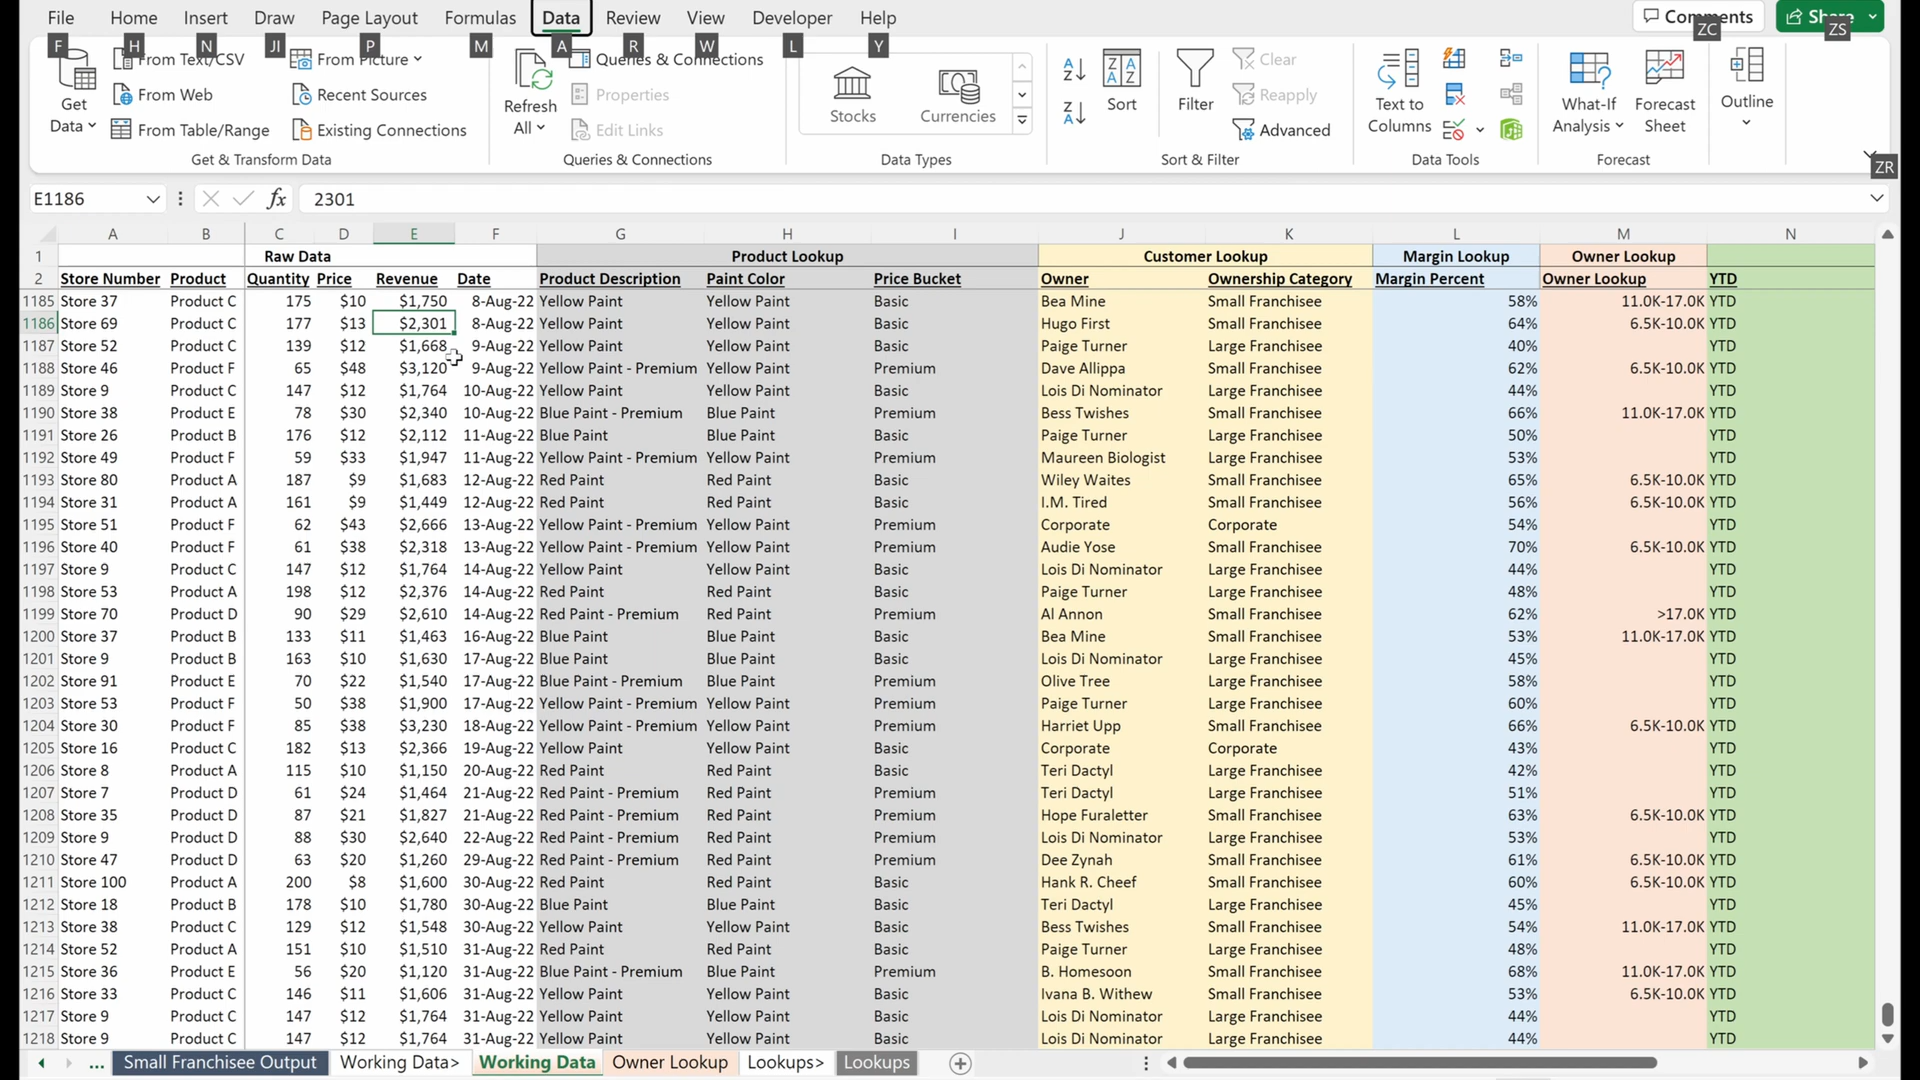 File Home Insert Draw Page Layout Formulas Data Review View Developer Help Comments
F H N JI P M A R W L Y ZC ZS
Get Data
From Text/CSV
From Web
From Table/Range
From Picture
Recent Sources
Existing Connections
Get & Transform Data
Refresh All
Queries & Connections
Properties
Edit Links
Queries & Connections
Stocks
Currencies
Data Types
Sort
Filter
Clear
Reapply
Advanced
Sort & Filter
Text to Columns
Data Tools
What-If Analysis
Forecast Sheet
Forecast
Outline
ZR
E1186 fx 2301
A B C D E F G H I J K L M N
1 Raw Data Product Lookup Customer Lookup Margin Lookup Owner Lookup
2 Store Number Product Quantity Price Revenue Date Product Description Paint Color Price Bucket Owner Ownership Category Margin Percent Owner Lookup YTD
1185 Store 37 Product C 175 $10 $1,750 8-Aug-22 Yellow Paint Yellow Paint Basic Bea Mine Small Franchisee 58% 11.0K-17.0K YTD
1186 Store 69 Product C 177 $13 $2,301 8-Aug-22 Yellow Paint Yellow Paint Basic Hugo First Small Franchisee 64% 6.5K-10.0K YTD
1187 Store 52 Product C 139 $12 $1,668 9-Aug-22 Yellow Paint Yellow Paint Basic Paige Turner Large Franchisee 40% YTD
1188 Store 46 Product F 65 $48 $3,120 9-Aug-22 Yellow Paint - Premium Yellow Paint Premium Dave Allippa Small Franchisee 62% 6.5K-10.0K YTD
1189 Store 9 Product C 147 $12 $1,764 10-Aug-22 Yellow Paint Yellow Paint Basic Lois Di Nominator Large Franchisee 44% YTD
1190 Store 38 Product E 78 $30 $2,340 10-Aug-22 Blue Paint - Premium Blue Paint Premium Bess Twishes Small Franchisee 66% 11.0K-17.0K YTD
1191 Store 26 Product B 176 $12 $2,112 11-Aug-22 Blue Paint Blue Paint Basic Paige Turner Large Franchisee 50% YTD
1192 Store 49 Product F 59 $33 $1,947 11-Aug-22 Yellow Paint - Premium Yellow Paint Premium Maureen Biologist Large Franchisee 53% YTD
1193 Store 80 Product A 187 $9 $1,683 12-Aug-22 Red Paint Red Paint Basic Wiley Waites Small Franchisee 65% 6.5K-10.0K YTD
1194 Store 31 Product A 161 $9 $1,449 12-Aug-22 Red Paint Red Paint Basic I.M. Tired Small Franchisee 56% 6.5K-10.0K YTD
1195 Store 51 Product F 62 $43 $2,666 13-Aug-22 Yellow Paint - Premium Yellow Paint Premium Corporate Corporate 54% YTD
1196 Store 40 Product F 61 $38 $2,318 13-Aug-22 Yellow Paint - Premium Yellow Paint Premium Audie Yose Small Franchisee 70% 6.5K-10.0K YTD
1197 Store 9 Product C 147 $12 $1,764 14-Aug-22 Yellow Paint Yellow Paint Basic Lois Di Nominator Large Franchisee 44% YTD
1198 Store 53 Product A 198 $12 $2,376 14-Aug-22 Red Paint Red Paint Basic Paige Turner Large Franchisee 48% YTD
1199 Store 70 Product D 90 $29 $2,610 14-Aug-22 Red Paint - Premium Red Paint Premium Al Annon Small Franchisee 62% >17.0K YTD
1200 Store 37 Product B 133 $11 $1,463 16-Aug-22 Blue Paint Blue Paint Basic Bea Mine Small Franchisee 53% 11.0K-17.0K YTD
1201 Store 9 Product B 163 $10 $1,630 17-Aug-22 Blue Paint Blue Paint Basic Lois Di Nominator Large Franchisee 45% YTD
1202 Store 91 Product E 70 $22 $1,540 17-Aug-22 Blue Paint - Premium Blue Paint Premium Olive Tree Large Franchisee 58% YTD
1203 Store 53 Product F 50 $38 $1,900 17-Aug-22 Yellow Paint - Premium Yellow Paint Premium Paige Turner Large Franchisee 60% YTD
1204 Store 30 Product F 85 $38 $3,230 18-Aug-22 Yellow Paint - Premium Yellow Paint Premium Harriet Upp Small Franchisee 66% 6.5K-10.0K YTD
1205 Store 16 Product C 182 $13 $2,366 19-Aug-22 Yellow Paint Yellow Paint Basic Corporate Corporate 43% YTD
1206 Store 8 Product A 115 $10 $1,150 20-Aug-22 Red Paint Red Paint Basic Teri Dactyl Large Franchisee 42% YTD
1207 Store 7 Product D 61 $24 $1,464 21-Aug-22 Red Paint - Premium Red Paint Premium Teri Dactyl Large Franchisee 51% YTD
1208 Store 35 Product D 87 $21 $1,827 21-Aug-22 Red Paint - Premium Red Paint Premium Hope Furaletter Small Franchisee 63% 6.5K-10.0K YTD
1209 Store 9 Product D 88 $30 $2,640 22-Aug-22 Red Paint - Premium Red Paint Premium Lois Di Nominator Large Franchisee 53% YTD
1210 Store 47 Product D 63 $20 $1,260 29-Aug-22 Red Paint - Premium Red Paint Premium Dee Zynah Small Franchisee 61% 6.5K-10.0K YTD
1211 Store 100 Product A 200 $8 $1,600 30-Aug-22 Red Paint Red Paint Basic Hank R. Cheef Small Franchisee 60% 6.5K-10.0K YTD
1212 Store 18 Product B 178 $10 $1,780 30-Aug-22 Blue Paint Blue Paint Basic Teri Dactyl Large Franchisee 45% YTD
1213 Store 38 Product C 129 $12 $1,548 30-Aug-22 Yellow Paint Yellow Paint Basic Bess Twishes Small Franchisee 54% 11.0K-17.0K YTD
1214 Store 52 Product A 151 $10 $1,510 31-Aug-22 Red Paint Red Paint Basic Paige Turner Large Franchisee 48% YTD
1215 Store 36 Product E 56 $20 $1,120 31-Aug-22 Blue Paint - Premium Blue Paint Premium B. Homesoon Small Franchisee 68% 11.0K-17.0K YTD
1216 Store 33 Product C 146 $11 $1,606 31-Aug-22 Yellow Paint Yellow Paint Basic Ivana B. Withew Small Franchisee 53% 6.5K-10.0K YTD
1217 Store 9 Product C 147 $12 $1,764 31-Aug-22 Yellow Paint Yellow Paint Basic Lois Di Nominator Large Franchisee 44% YTD
1218 Store 9 Product C 147 $12 $1,764 31-Aug-22 Yellow Paint Yellow Paint Basic Lois Di Nominator Large Franchisee 44% YTD
... Small Franchisee Output Working Data> Working Data Owner Lookup Lookups> Lookups